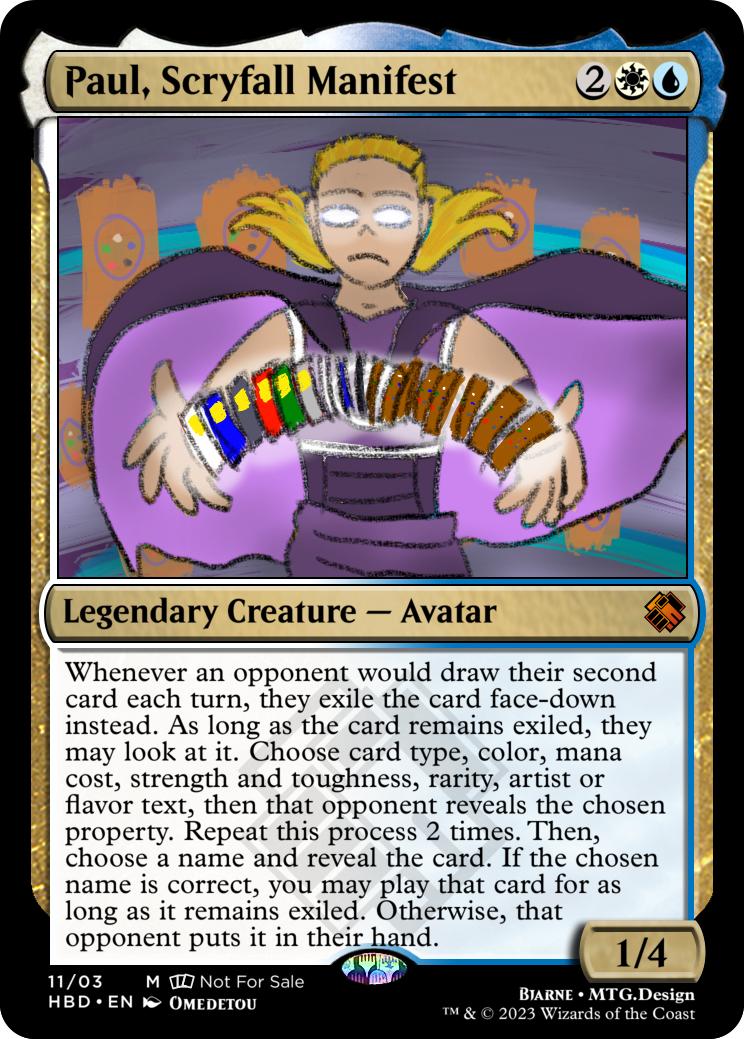 Paul, Scryfall Manifest 2
Legendary Creature — Avatar
Whenever an opponent would draw their second
card each turn, they exile the card face-down
instead. As long as the card remains exiled, they
may look at it. Choose card type, color, mana
cost, strength and toughness, rarity, artist or
flavor text, then that opponent reveals the chosen
property. Repeat this process 2 times. Then,
choose a name and reveal the card. If the chosen
name is correct, you may play that card for as
long as it remains exiled. Otherwise, that
opponent puts it in their hand.
1/4
11/03 M Not For Sale
HBD • EN Omedetou
Bjarne • MTG.Design
™ & © 2023 Wizards of the Coast